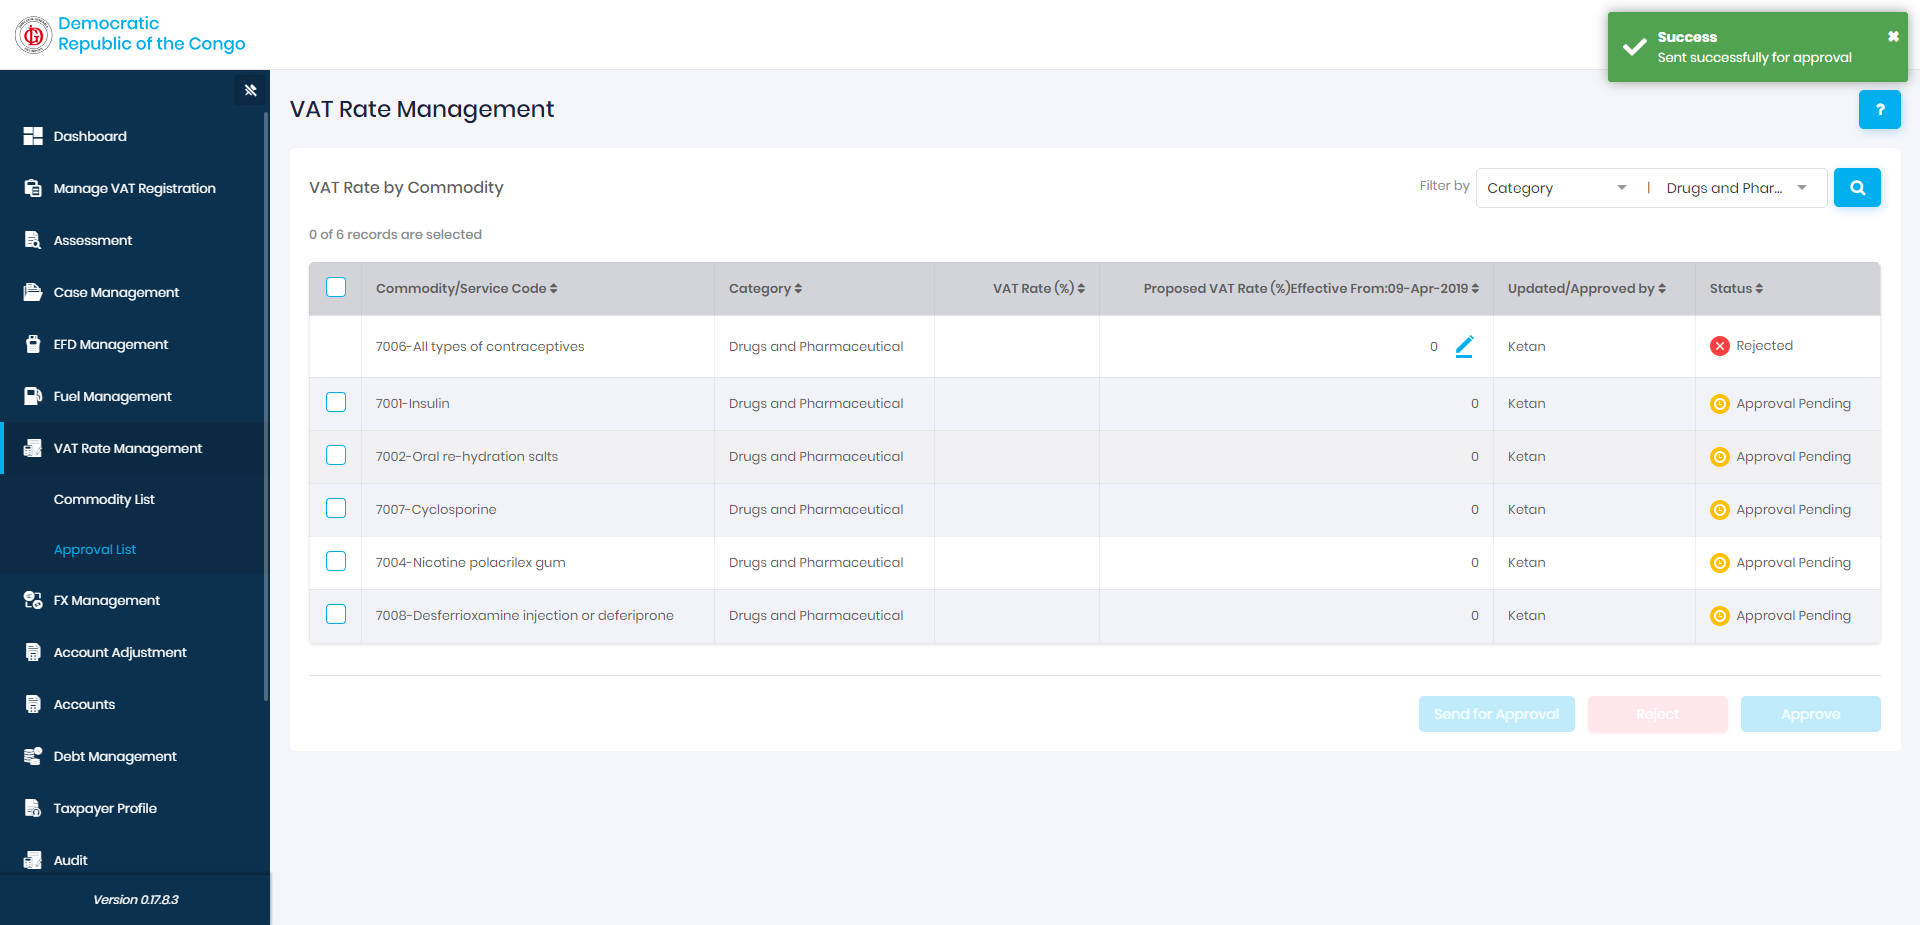 Democratic
Republic of the Congo
Success
Sent successfully for approval
VAT Rate Management
?
Dashboard
Manage VAT Registration
Assessment
Case Management
EFD Management
Fuel Management
VAT Rate Management
Commodity List
Approval List
FX Management
Account Adjustment
Accounts
Debt Management
Taxpayer Profile
Audit
Version 0.17.8.3
VAT Rate by Commodity
Filter by Category | Drugs and Phar...
0 of 6 records are selected
Commodity/Service Code Category VAT Rate (%) Proposed VAT Rate (%)Effective From:09-Apr-2019 Updated/Approved by Status
7006-All types of contraceptives Drugs and Pharmaceutical 0 Ketan Rejected
7001-Insulin Drugs and Pharmaceutical 0 Ketan Approval Pending
7002-Oral re-hydration salts Drugs and Pharmaceutical 0 Ketan Approval Pending
7007-Cyclosporine Drugs and Pharmaceutical 0 Ketan Approval Pending
7004-Nicotine polacrilex gum Drugs and Pharmaceutical 0 Ketan Approval Pending
7008-Desferrioxamine injection or deferiprone Drugs and Pharmaceutical 0 Ketan Approval Pending
Send for Approval Reject Approve